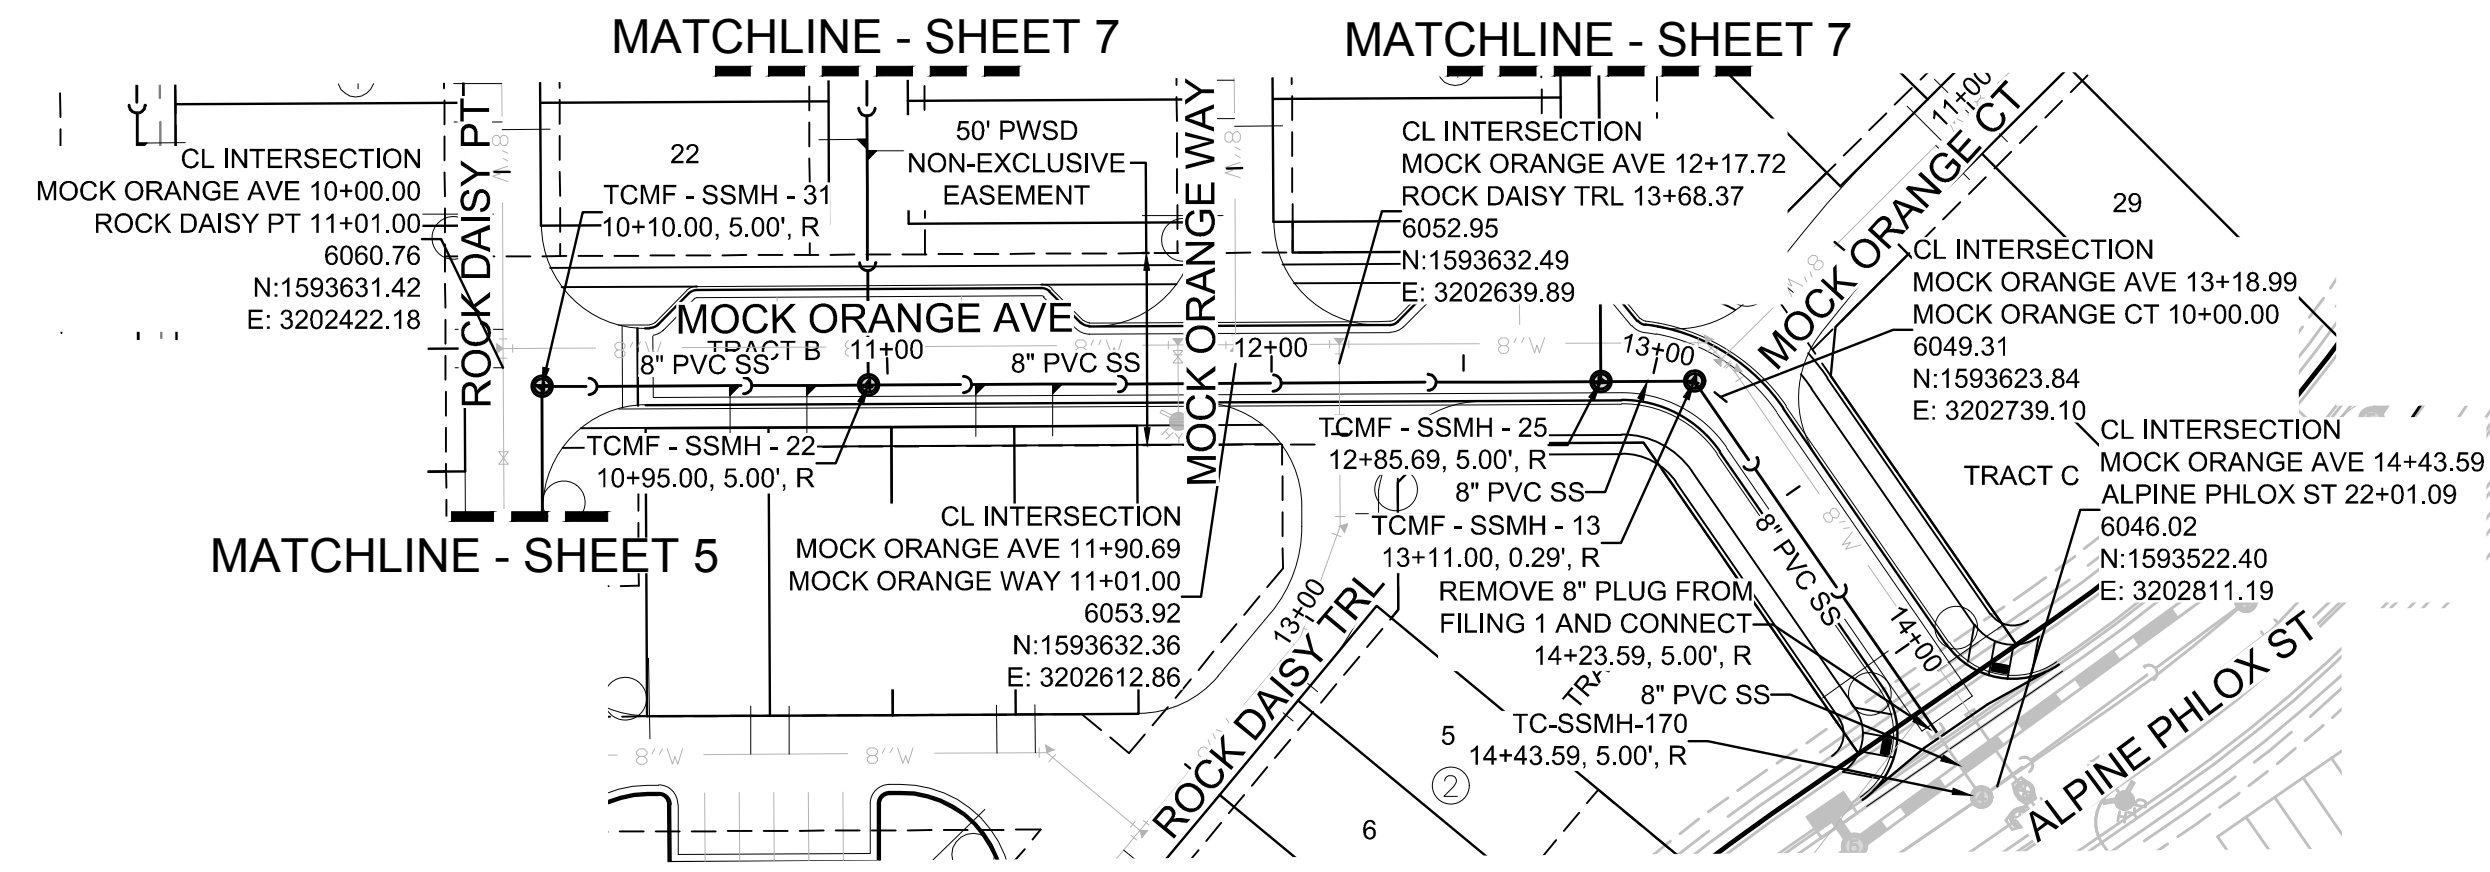 MATCHLINE - SHEET 7
MATCHLINE - SHEET 7
ROCK DAISY PT
CL INTERSECTION
MOCK ORANGE AVE 10+00.00
ROCK DAISY PT 11+01.00
6060.76
N:1593631.42
E: 3202422.18
22
TCMF - SSMH - 31
10+10.00, 5.00', R
50' PWSD
NON-EXCLUSIVE
EASEMENT
MOCK ORANGE WAY
CL INTERSECTION
MOCK ORANGE AVE 12+17.72
ROCK DAISY TRL 13+68.37
6052.95
N:1593632.49
E: 3202639.89
11+00
MOCK ORANGE CT
29
CL INTERSECTION
MOCK ORANGE AVE 13+18.99
MOCK ORANGE CT 10+00.00
6049.31
N:1593623.84
E: 3202739.10
MOCK ORANGE AVE
TRACT B
8"W
8" PVC SS
11+00
8"W
8" PVC SS
12+00
8"W
13+00
8"W
8"W
8"W
TCMF - SSMH - 22
10+95.00, 5.00', R
TCMF - SSMH - 25
12+85.69, 5.00', R
8" PVC SS
TCMF - SSMH - 13
13+11.00, 0.29', R
REMOVE 8" PLUG FROM
FILING 1 AND CONNECT
14+23.59, 5.00', R
8" PVC SS
TC-SSMH-170
14+43.59, 5.00', R
8" PVC SS
8"W
14+00
TRACT C
CL INTERSECTION
MOCK ORANGE AVE 14+43.59
ALPINE PHLOX ST 22+01.09
6046.02
N:1593522.40
E: 3202811.19
MATCHLINE - SHEET 5
CL INTERSECTION
MOCK ORANGE AVE 11+90.69
MOCK ORANGE WAY 11+01.00
6053.92
N:1593632.36
E: 3202612.86
13+00
ROCK DAISY TRL
8"W
8"W
5
2
6
ALPINE PHLOX ST